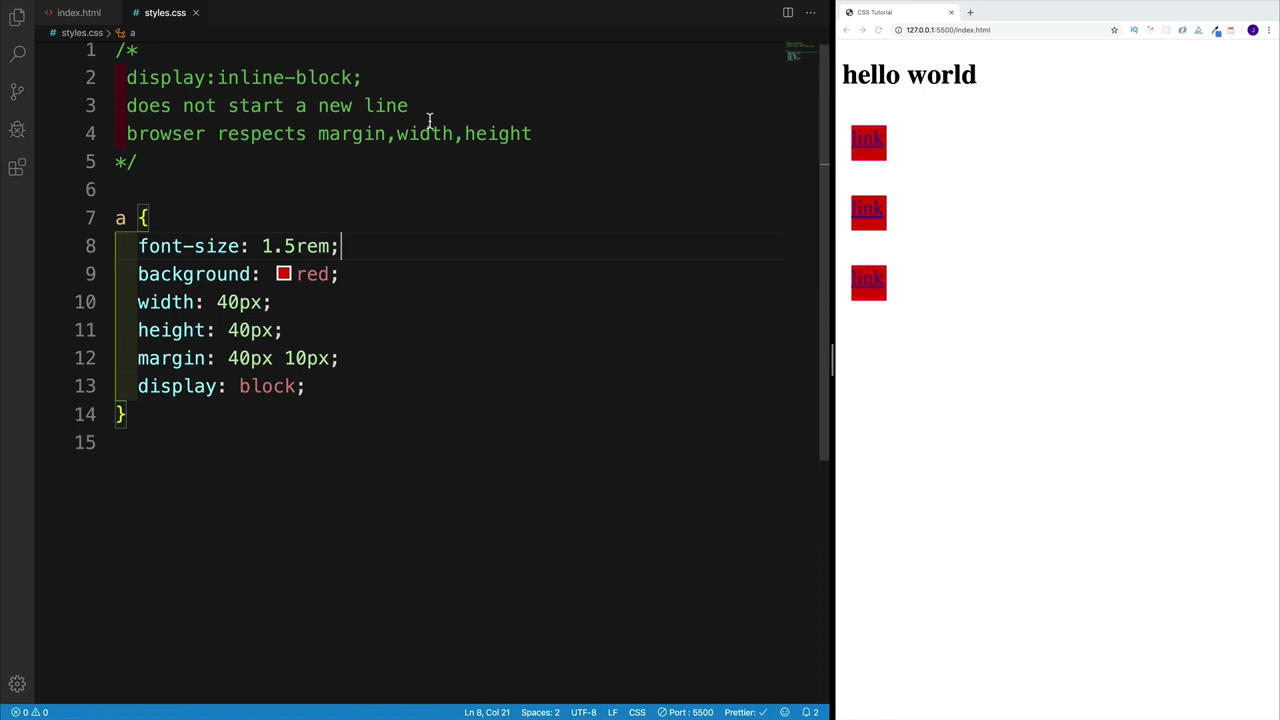 index.html
styles.css
styles.css
a
1 /*
2 display:inline-block;
3 does not start a new line
4 browser respects margin,width,height
5 */
6
7 a {
8 font-size: 1.5rem;
9 background: red;
10 width: 40px;
11 height: 40px;
12 margin: 40px 10px;
13 display: block;
14 }
15
0 0
Ln 8, Col 21
Spaces: 2
UTF-8
LF
CSS
Port : 5500
Prettier: ✓
2
CSS Tutorial
127.0.0.1:5500/index.html
IQ
J
hello world
link
link
link